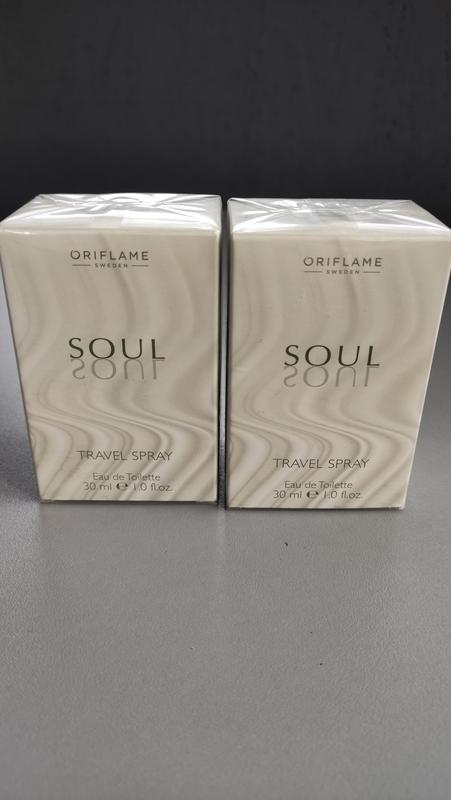 ORIFLAME
SWEDEN
SOUL
SOUL
TRAVEL SPRAY
Eau de Toilette
30 ml ℮ 1.0 fl.oz.
ORIFLAME
SWEDEN
SOUL
SOUL
TRAVEL SPRAY
Eau de Toilette
30 ml ℮ 1.0 fl.oz.